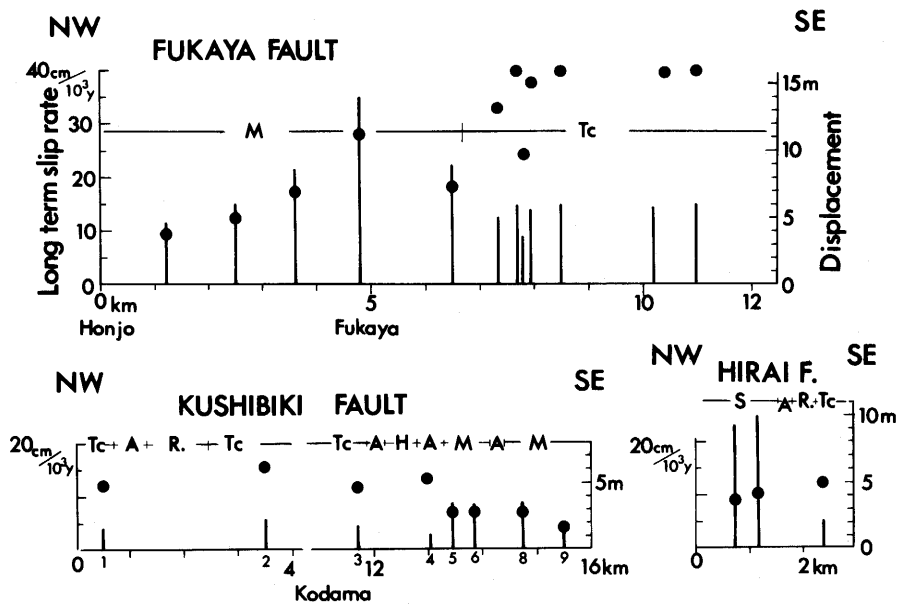 NW SE
FUKAYA FAULT
40cm/10³y 15m
30 M Tc
20 10
10 5
0 0
Long term slip rate
Displacement
0km 5 10 12
Honjo Fukaya
NW SE
KUSHIBIKI FAULT
20cm/10³y Tc A R. Tc Tc A H A M A M
5m
1 2 3 4 5 6 8 9
0 4 12 16km
Kodama
NW SE
HIRAI F.
S A R. Tc
10m
20cm/10³y
5
0
0 2km